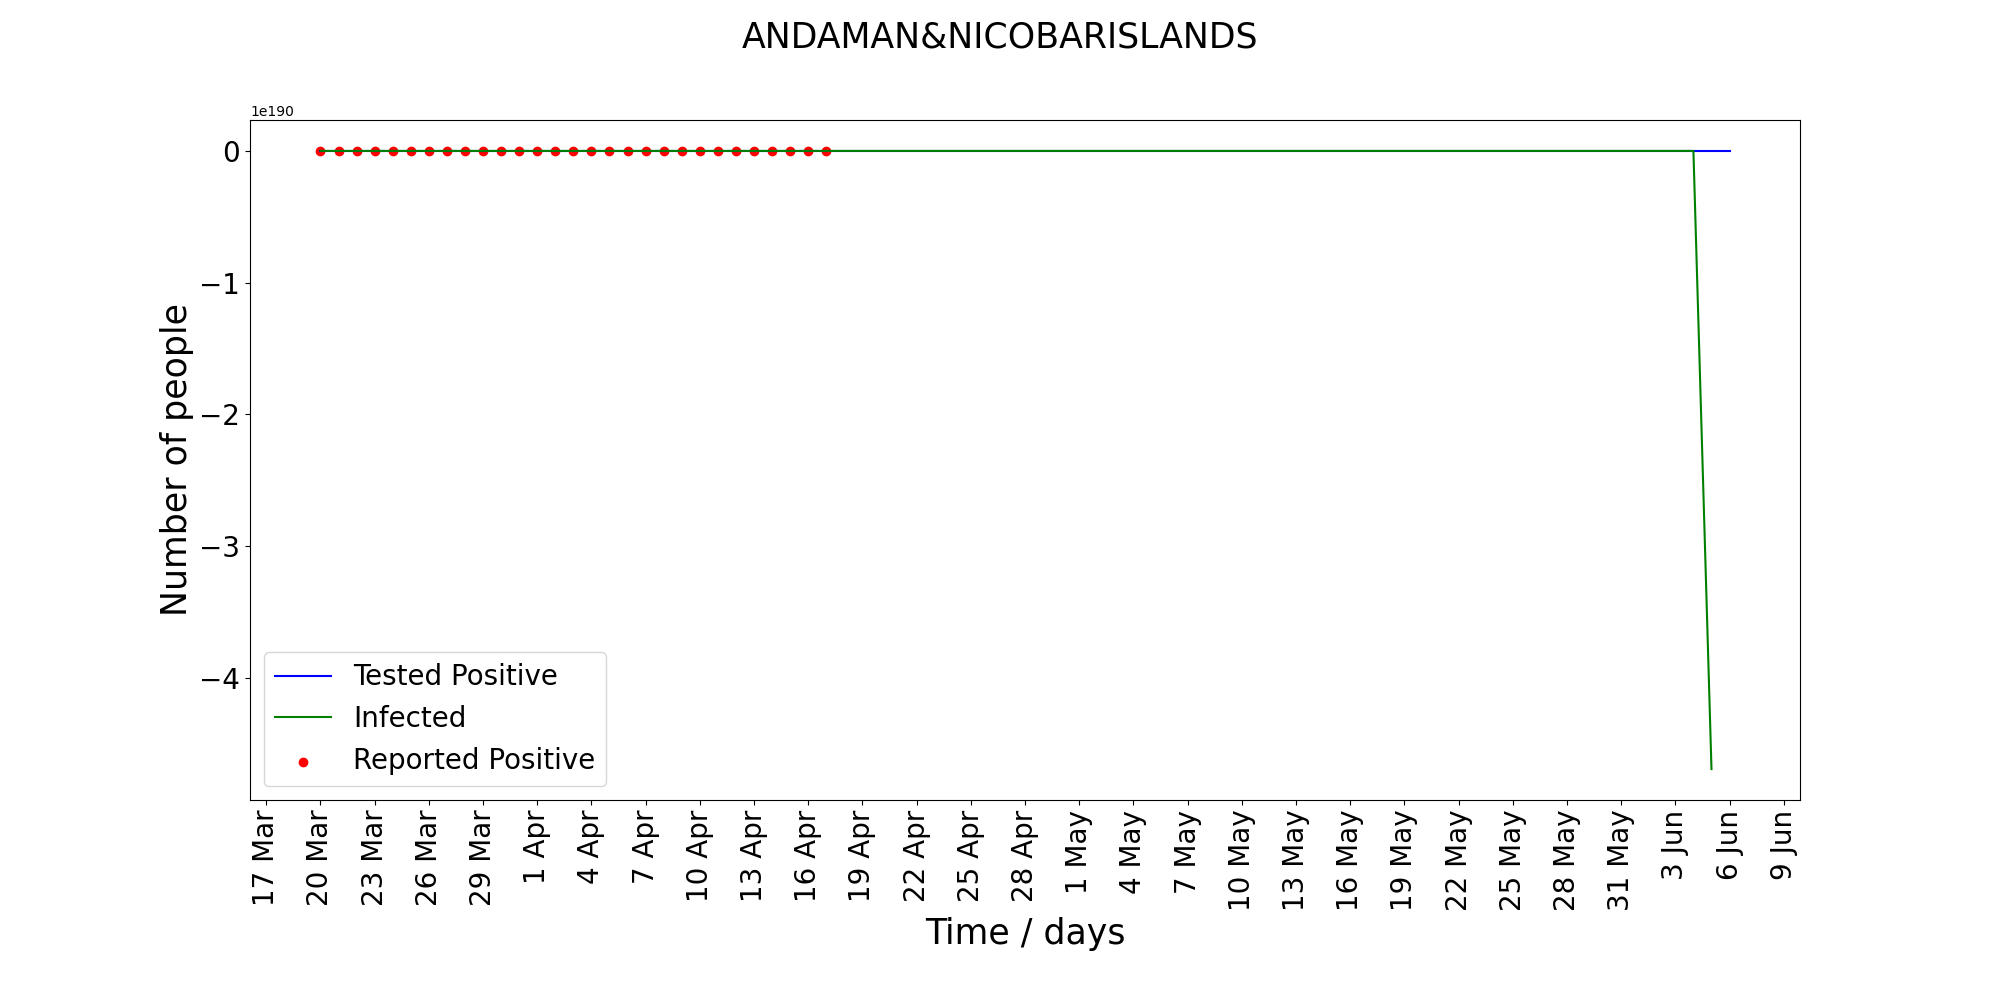 ANDAMAN&NICOBARISLANDS
1e190
0
−1
−2
−3
−4
Number of people
Tested Positive
Infected
Reported Positive
17 Mar
20 Mar
23 Mar
26 Mar
29 Mar
1 Apr
4 Apr
7 Apr
10 Apr
13 Apr
16 Apr
19 Apr
22 Apr
25 Apr
28 Apr
1 May
4 May
7 May
10 May
13 May
16 May
19 May
22 May
25 May
28 May
31 May
3 Jun
6 Jun
9 Jun
Time / days